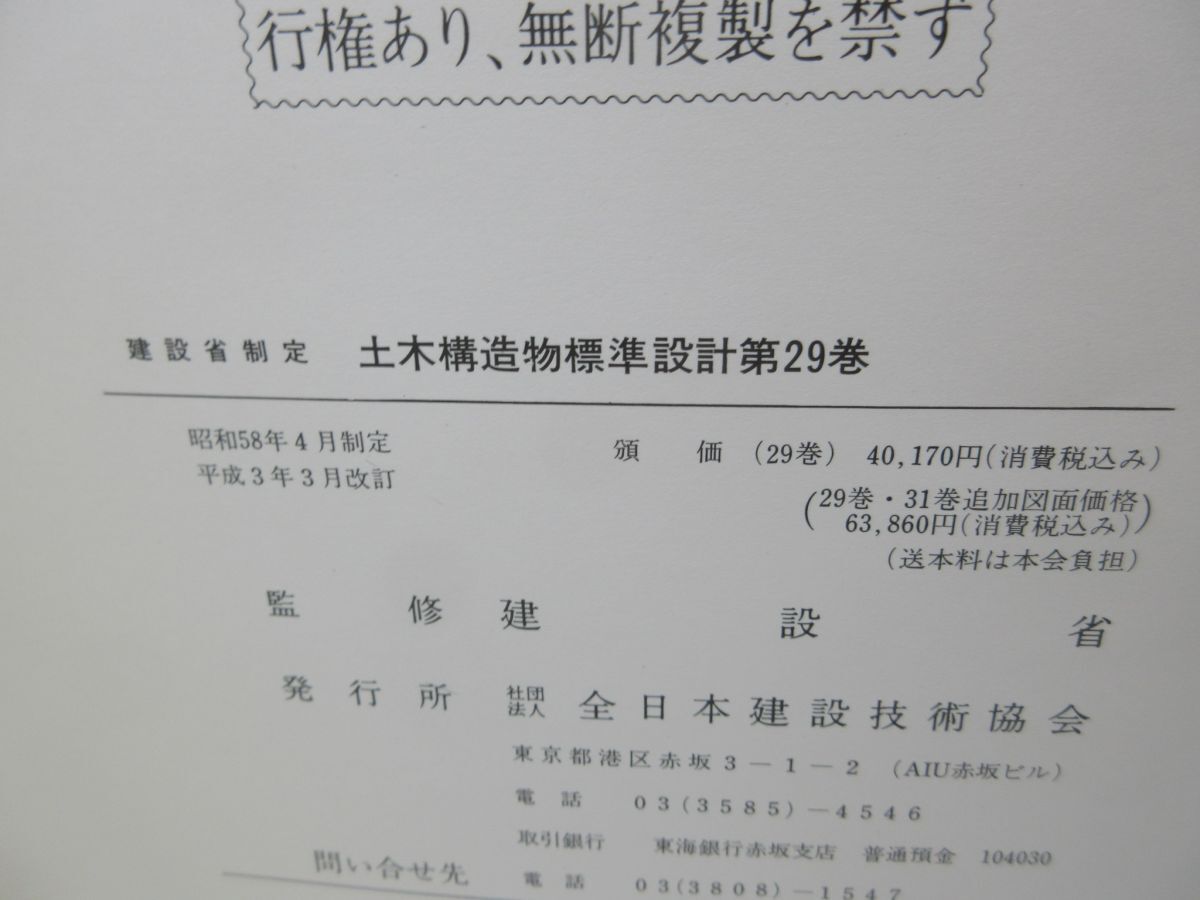 行権あり、無断複製を禁ず
建設省制定 土木構造物標準設計第29巻
昭和58年4月制定
平成3年3月改訂
頒 価 (29巻) 40,170円(消費税込み)
(29巻・31巻追加図面価格
63,860円(消費税込み))
(送本料は本会負担)
監 修 建 設 省
発 行 所 社団法人 全日本建設技術協会
東京都港区赤坂3-1-2 (AIU赤坂ビル)
電 話 03(3585)-4546
取引銀行 東海銀行赤坂支店 普通預金 104030
問い合せ先 電 話 03(3808)-1547